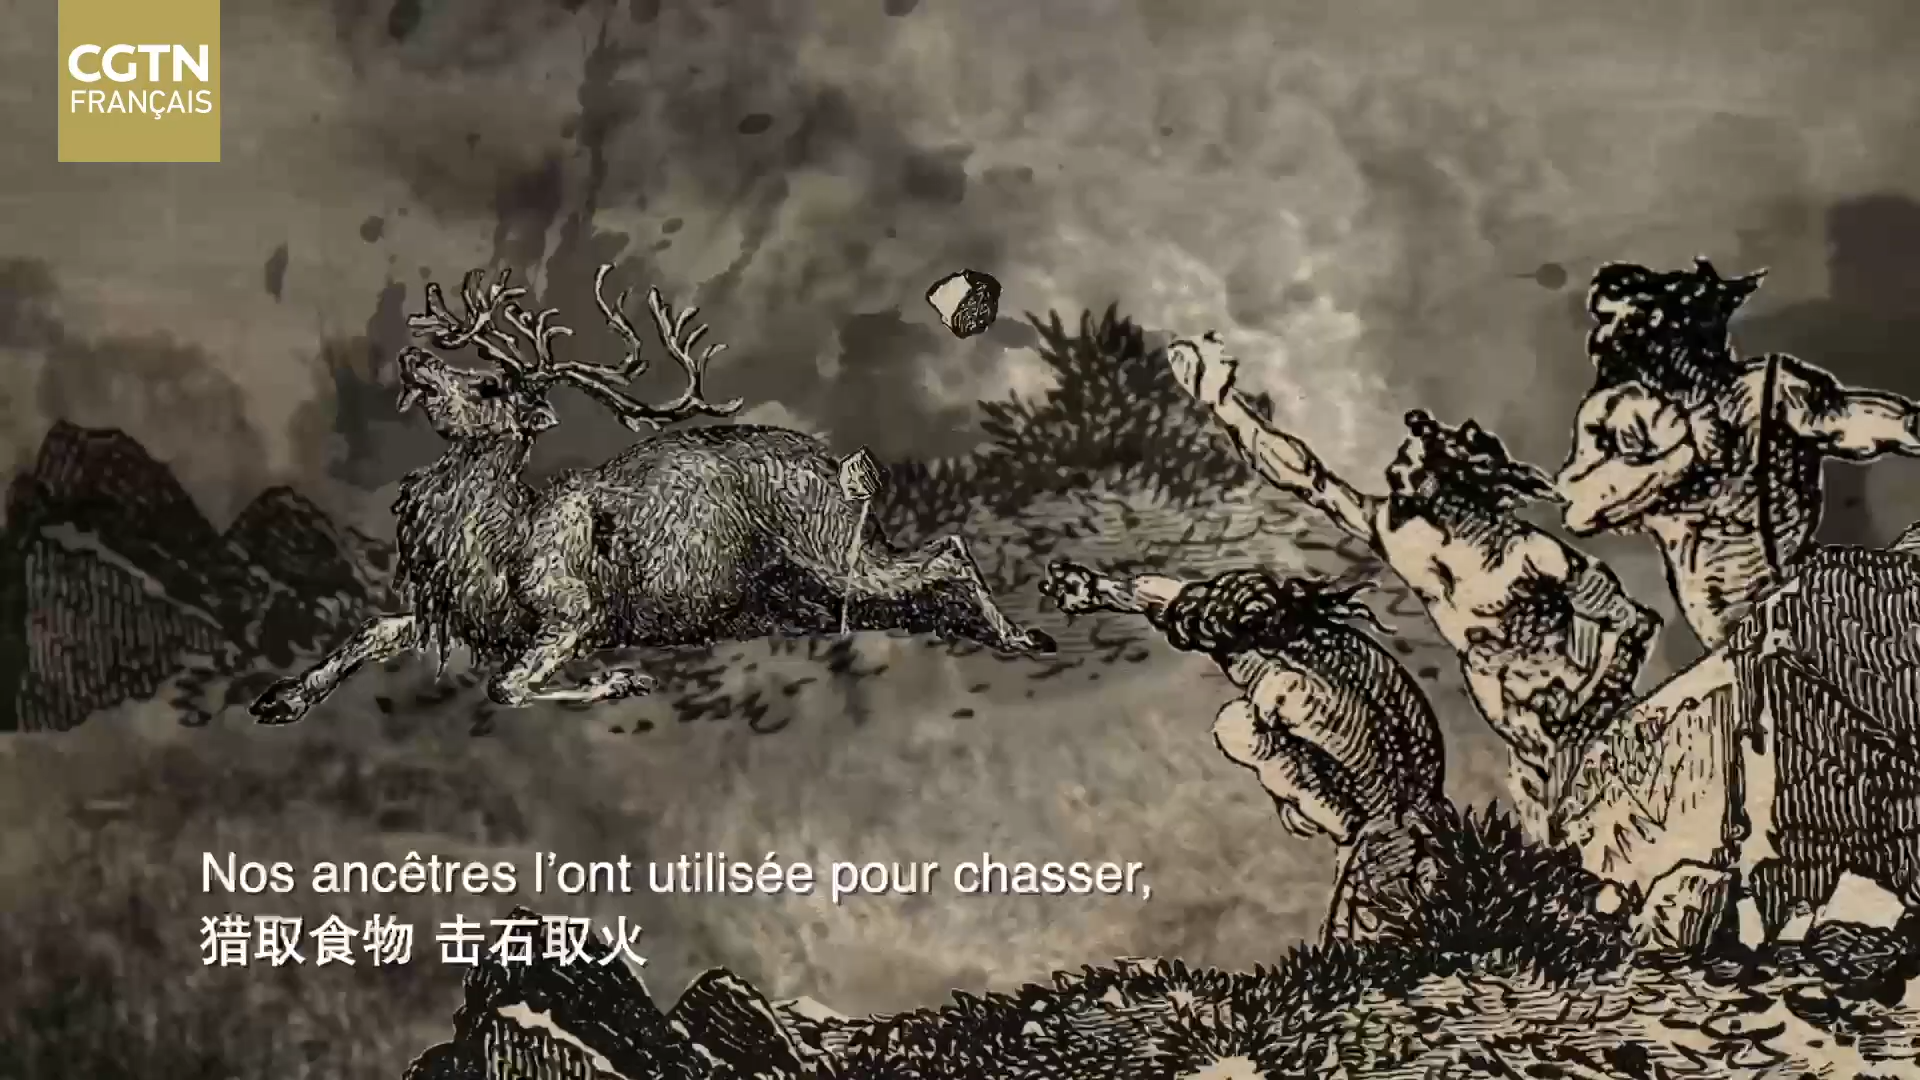 CGTN
FRANÇAIS
Nos ancêtres l'ont utilisée pour chasser,
猎取食物 击石取火